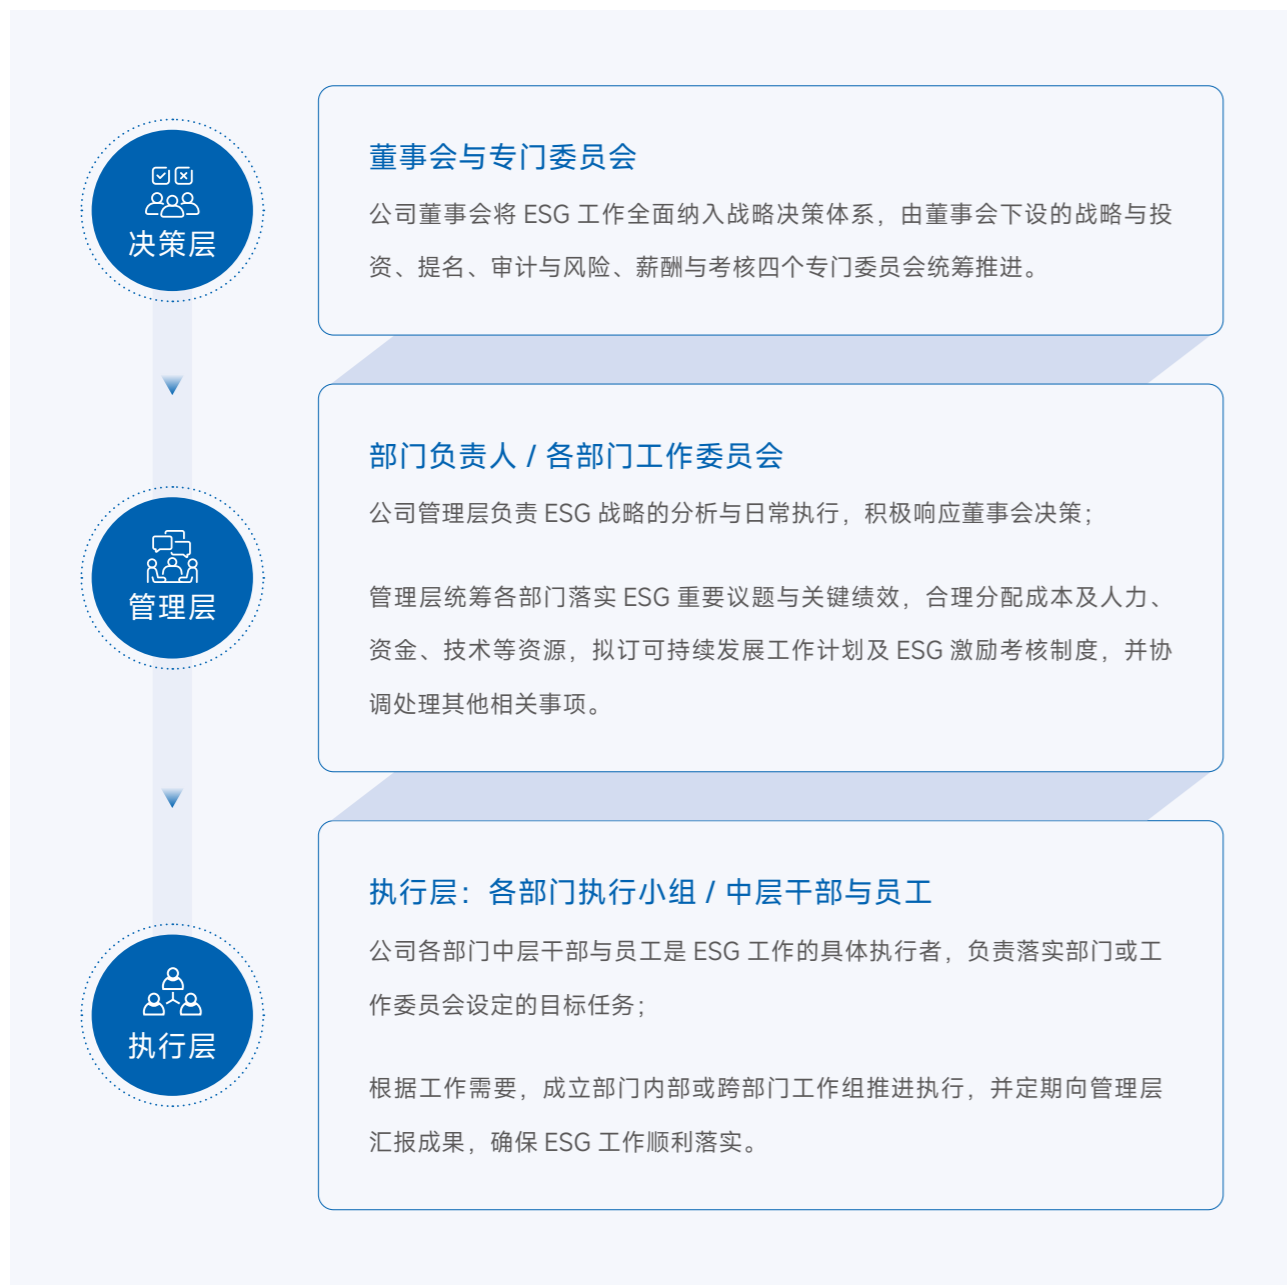 决策层
董事会与专门委员会
公司董事会将 ESG 工作全面纳入战略决策体系，由董事会下设的战略与投
资、提名、审计与风险、薪酬与考核四个专门委员会统筹推进。
管理层
部门负责人 / 各部门工作委员会
公司管理层负责 ESG 战略的分析与日常执行，积极响应董事会决策；
管理层统筹各部门落实 ESG 重要议题与关键绩效，合理分配成本及人力、
资金、技术等资源，拟订可持续发展工作计划及 ESG 激励考核制度，并协
调处理其他相关事项。
执行层
执行层：各部门执行小组 / 中层干部与员工
公司各部门中层干部与员工是 ESG 工作的具体执行者，负责落实部门或工
作委员会设定的目标任务；
根据工作需要，成立部门内部或跨部门工作组推进执行，并定期向管理层
汇报成果，确保 ESG 工作顺利落实。